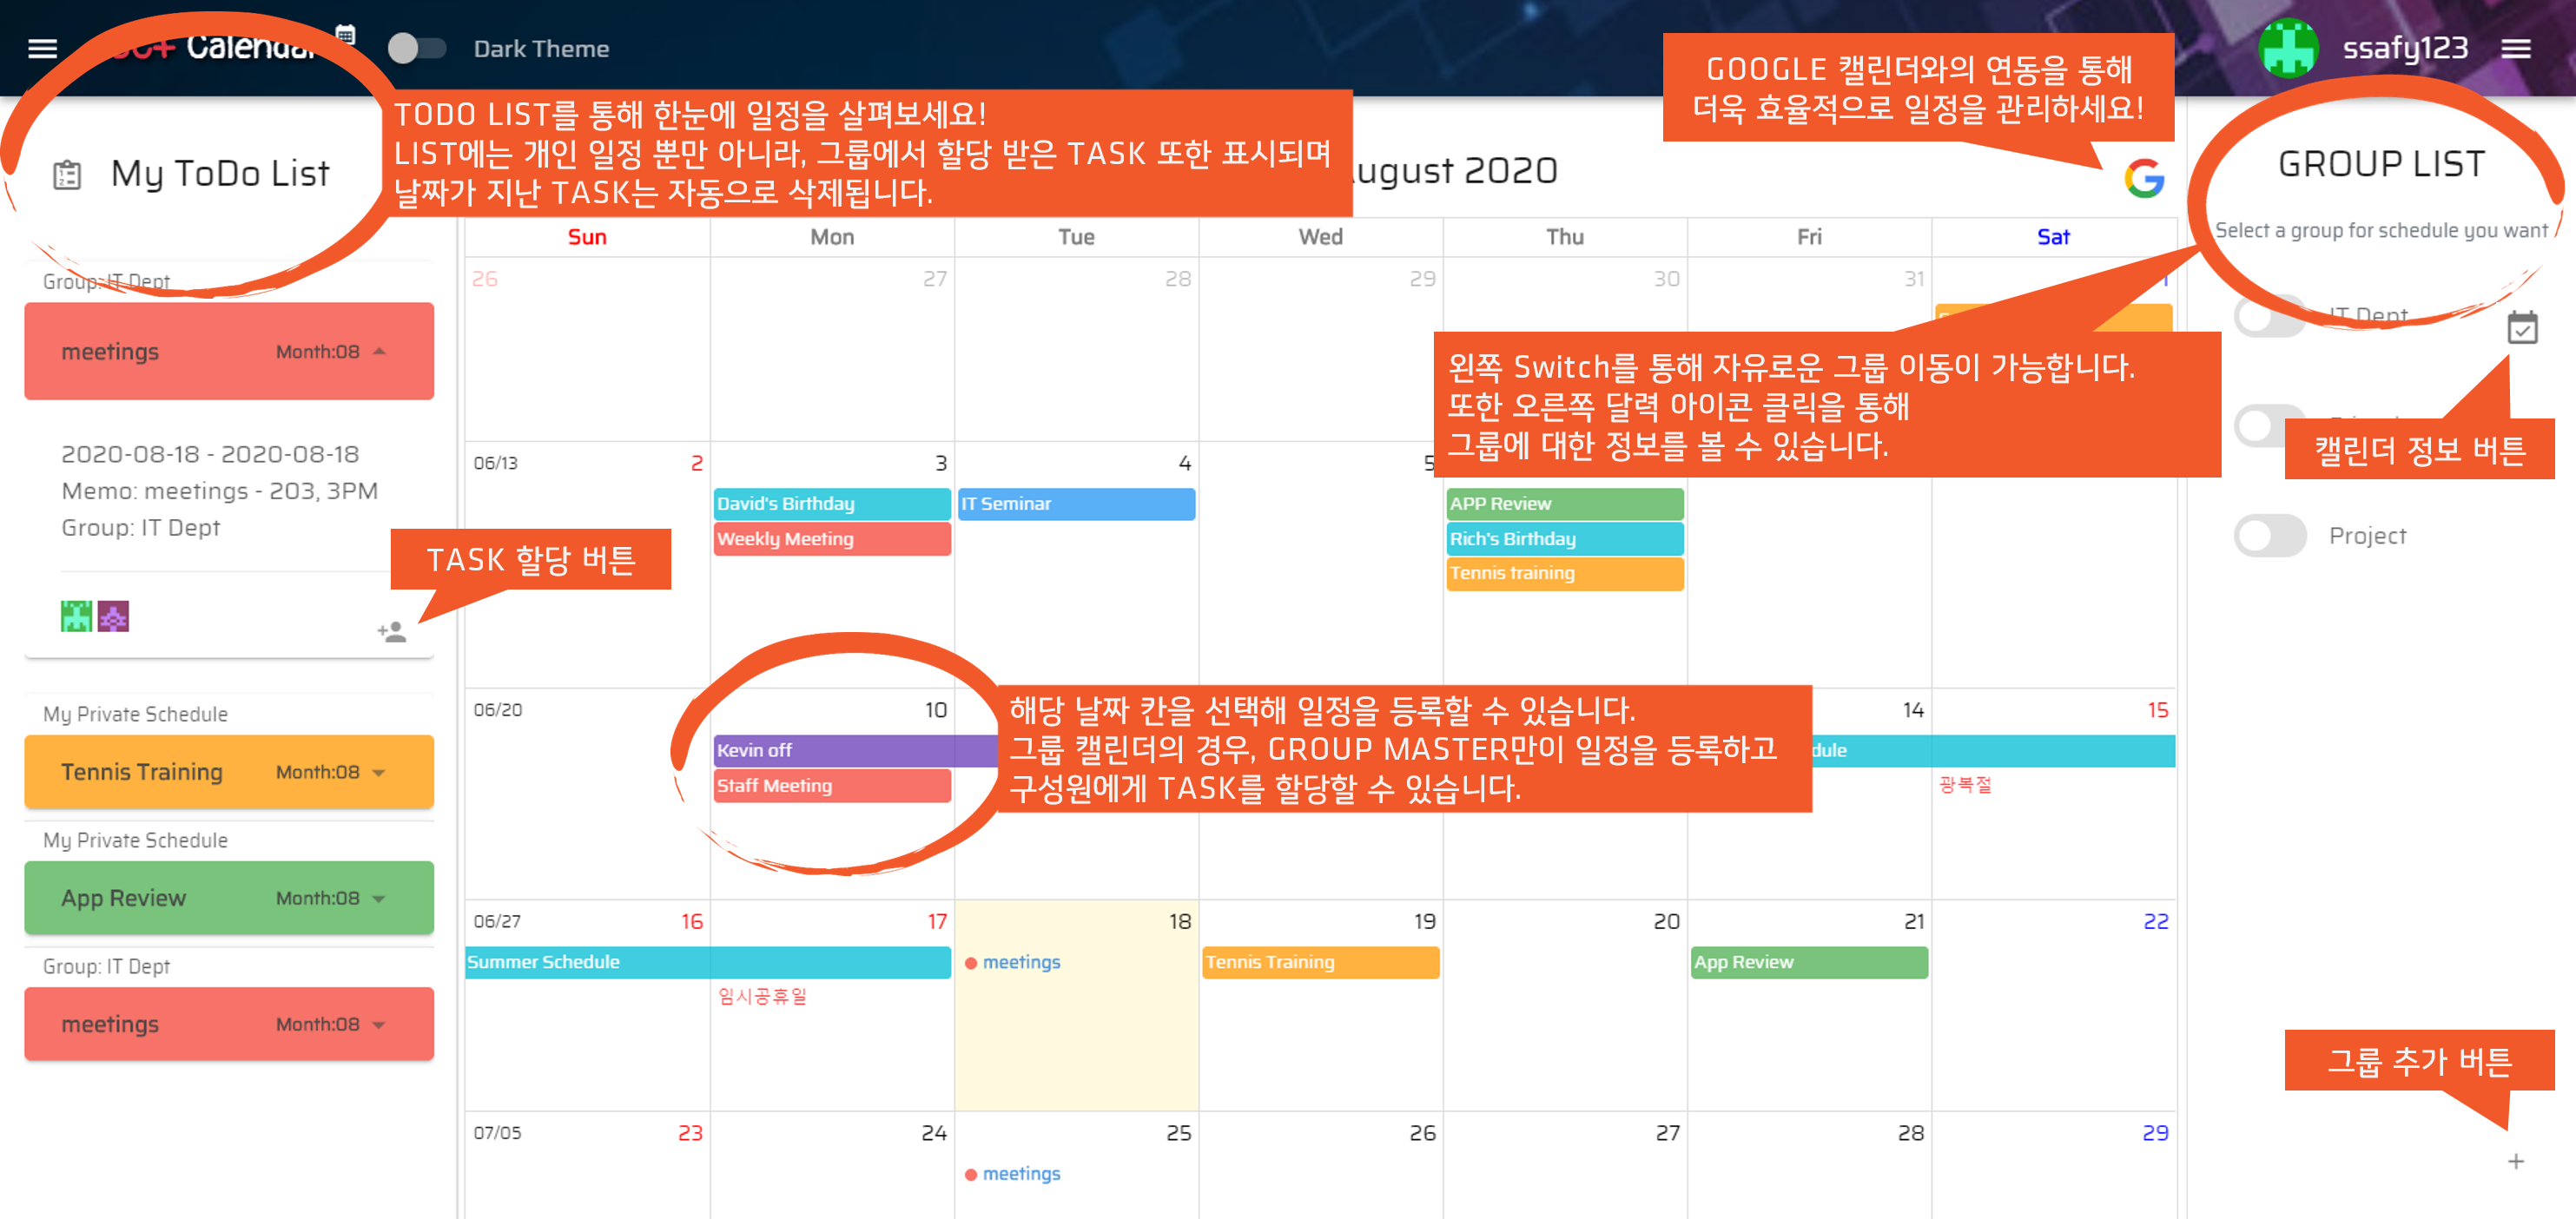 Calendar
Dark Theme
ssafy123
GOOGLE 캘린더와의 연동을 통해
더욱 효율적으로 일정을 관리하세요!
TODO LIST를 통해 한눈에 일정을 살펴보세요!
LIST에는 개인 일정 뿐만 아니라, 그룹에서 할당 받은 TASK 또한 표시되며
날짜가 지난 TASK는 자동으로 삭제됩니다.
My ToDo List
ugust 2020
GROUP LIST
Select a group for schedule you want
Sun Mon Tue Wed Thu Fri Sat
Group: IT Dept
26 27 28 29 30 31 1
IT Dept
meetings Month:08
왼쪽 Switch를 통해 자유로운 그룹 이동이 가능합니다.
또한 오른쪽 달력 아이콘 클릭을 통해
그룹에 대한 정보를 볼 수 있습니다.
캘린더 정보 버튼
2020-08-18 - 2020-08-18
Memo: meetings - 203, 3PM
Group: IT Dept
06/13 2 3 4 5
David's Birthday IT Seminar APP Review
Weekly Meeting Rich's Birthday
Tennis training
Project
TASK 할당 버튼
My Private Schedule
Tennis Training Month:08
06/20 10 14 15
해당 날짜 칸을 선택해 일정을 등록할 수 있습니다.
그룹 캘린더의 경우, GROUP MASTER만이 일정을 등록하고
구성원에게 TASK를 할당할 수 있습니다.
Kevin off dule
Staff Meeting 광복절
My Private Schedule
App Review Month:08
06/27 16 17 18 19 20 21 22
Summer Schedule meetings Tennis Training App Review
임시공휴일
Group: IT Dept
meetings Month:08
그룹 추가 버튼
07/05 23 24 25 26 27 28 29
meetings
+